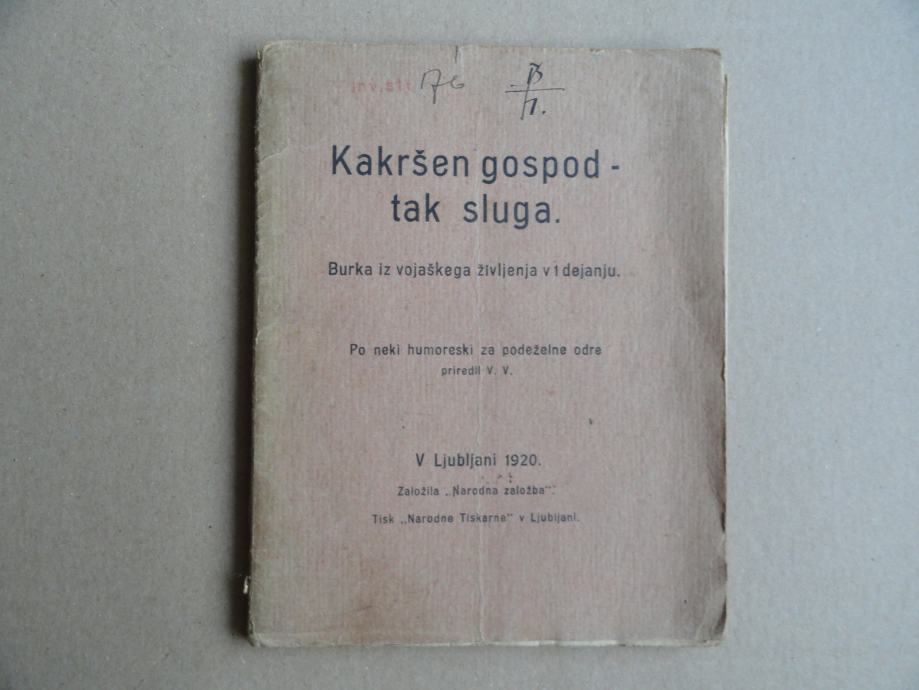 inv. št. 176
B
1.
Kakršen gospod -
tak sluga.
Burka iz vojaškega življenja v 1 dejanju.
Po neki humoreski za podeželne odre
priredil V. V.
V Ljubljani 1920.
Založila „Narodna založba“.
Tisk „Narodne Tiskarne“ v Ljubljani.